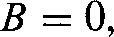 B = 0,